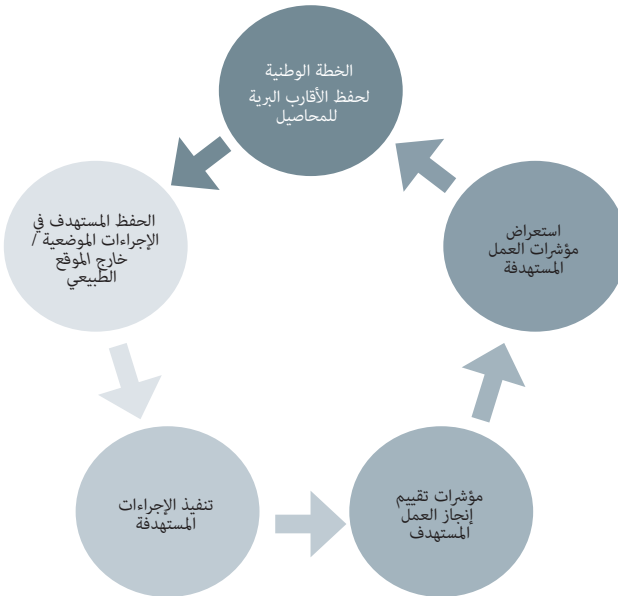 الخطة الوطنية
لحفظ الأقارب البرية
للمحاصيل
الحفظ المستهدف في
الإجراءات الموضعية /
خارج الموقع
الطبيعي
تنفيذ الإجراءات
المستهدفة
مؤشرات تقييم
إنجاز العمل
المستهدف
استعراض
مؤشرات العمل
المستهدفة